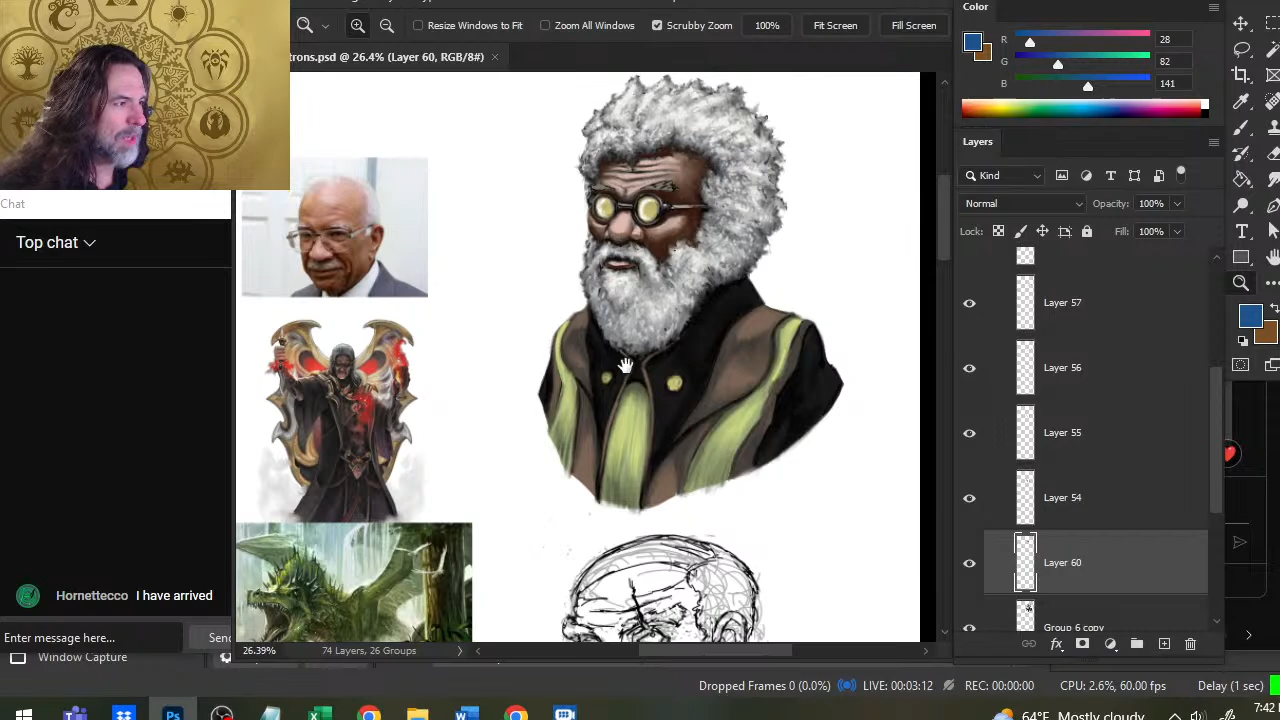 Resize Windows to Fit
Zoom All Windows
Scrubby Zoom
100%
Fit Screen
Fill Screen
trons.psd @ 26.4% (Layer 60, RGB/8#)
Color
R
28
G
82
B
141
Layers
Kind
Normal
Opacity: 100%
Lock:
Fill: 100%
Layer 57
Layer 56
Layer 55
Layer 54
Layer 60
Group 6 copy
Chat
Top chat
Hornettecco I have arrived
Enter message here...
Send
Window Capture
26.39%
74 Layers, 26 Groups
Dropped Frames 0 (0.0%)
LIVE: 00:03:12
REC: 00:00:00
CPU: 2.6%, 60.00 fps
Delay (1 sec)
64°F Mostly cloudy
7:42